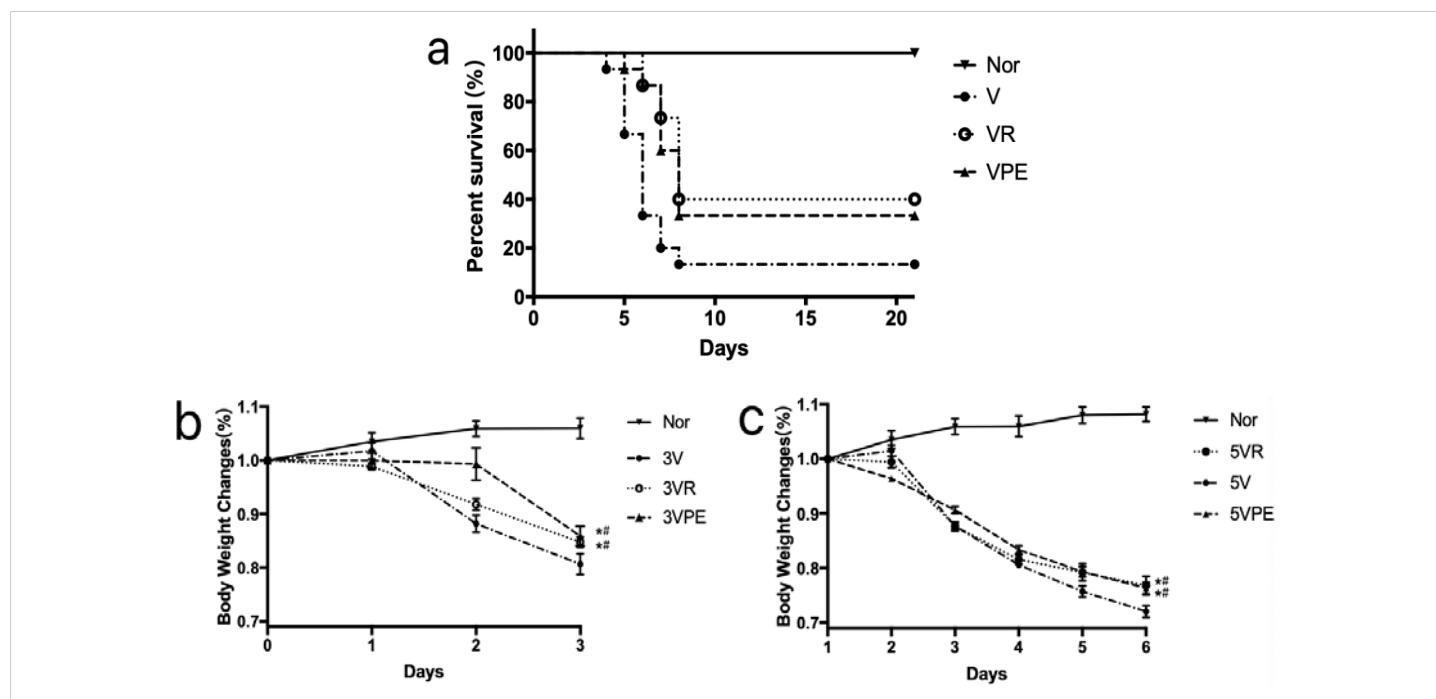 a
Percent survival (%)
100
80
60
40
20
0
0 5 10 15 20
Days
Nor
V
VR
VPE
b
Body Weight Changes(%)
1.1
1.0
0.9
0.8
0.7
0 1 2 3
Days
*#
*#
Nor
3V
3VR
3VPE
c
Body Weight Changes(%)
1.1
1.0
0.9
0.8
0.7
1 2 3 4 5 6
Days
*#
*#
Nor
5VR
5V
5VPE